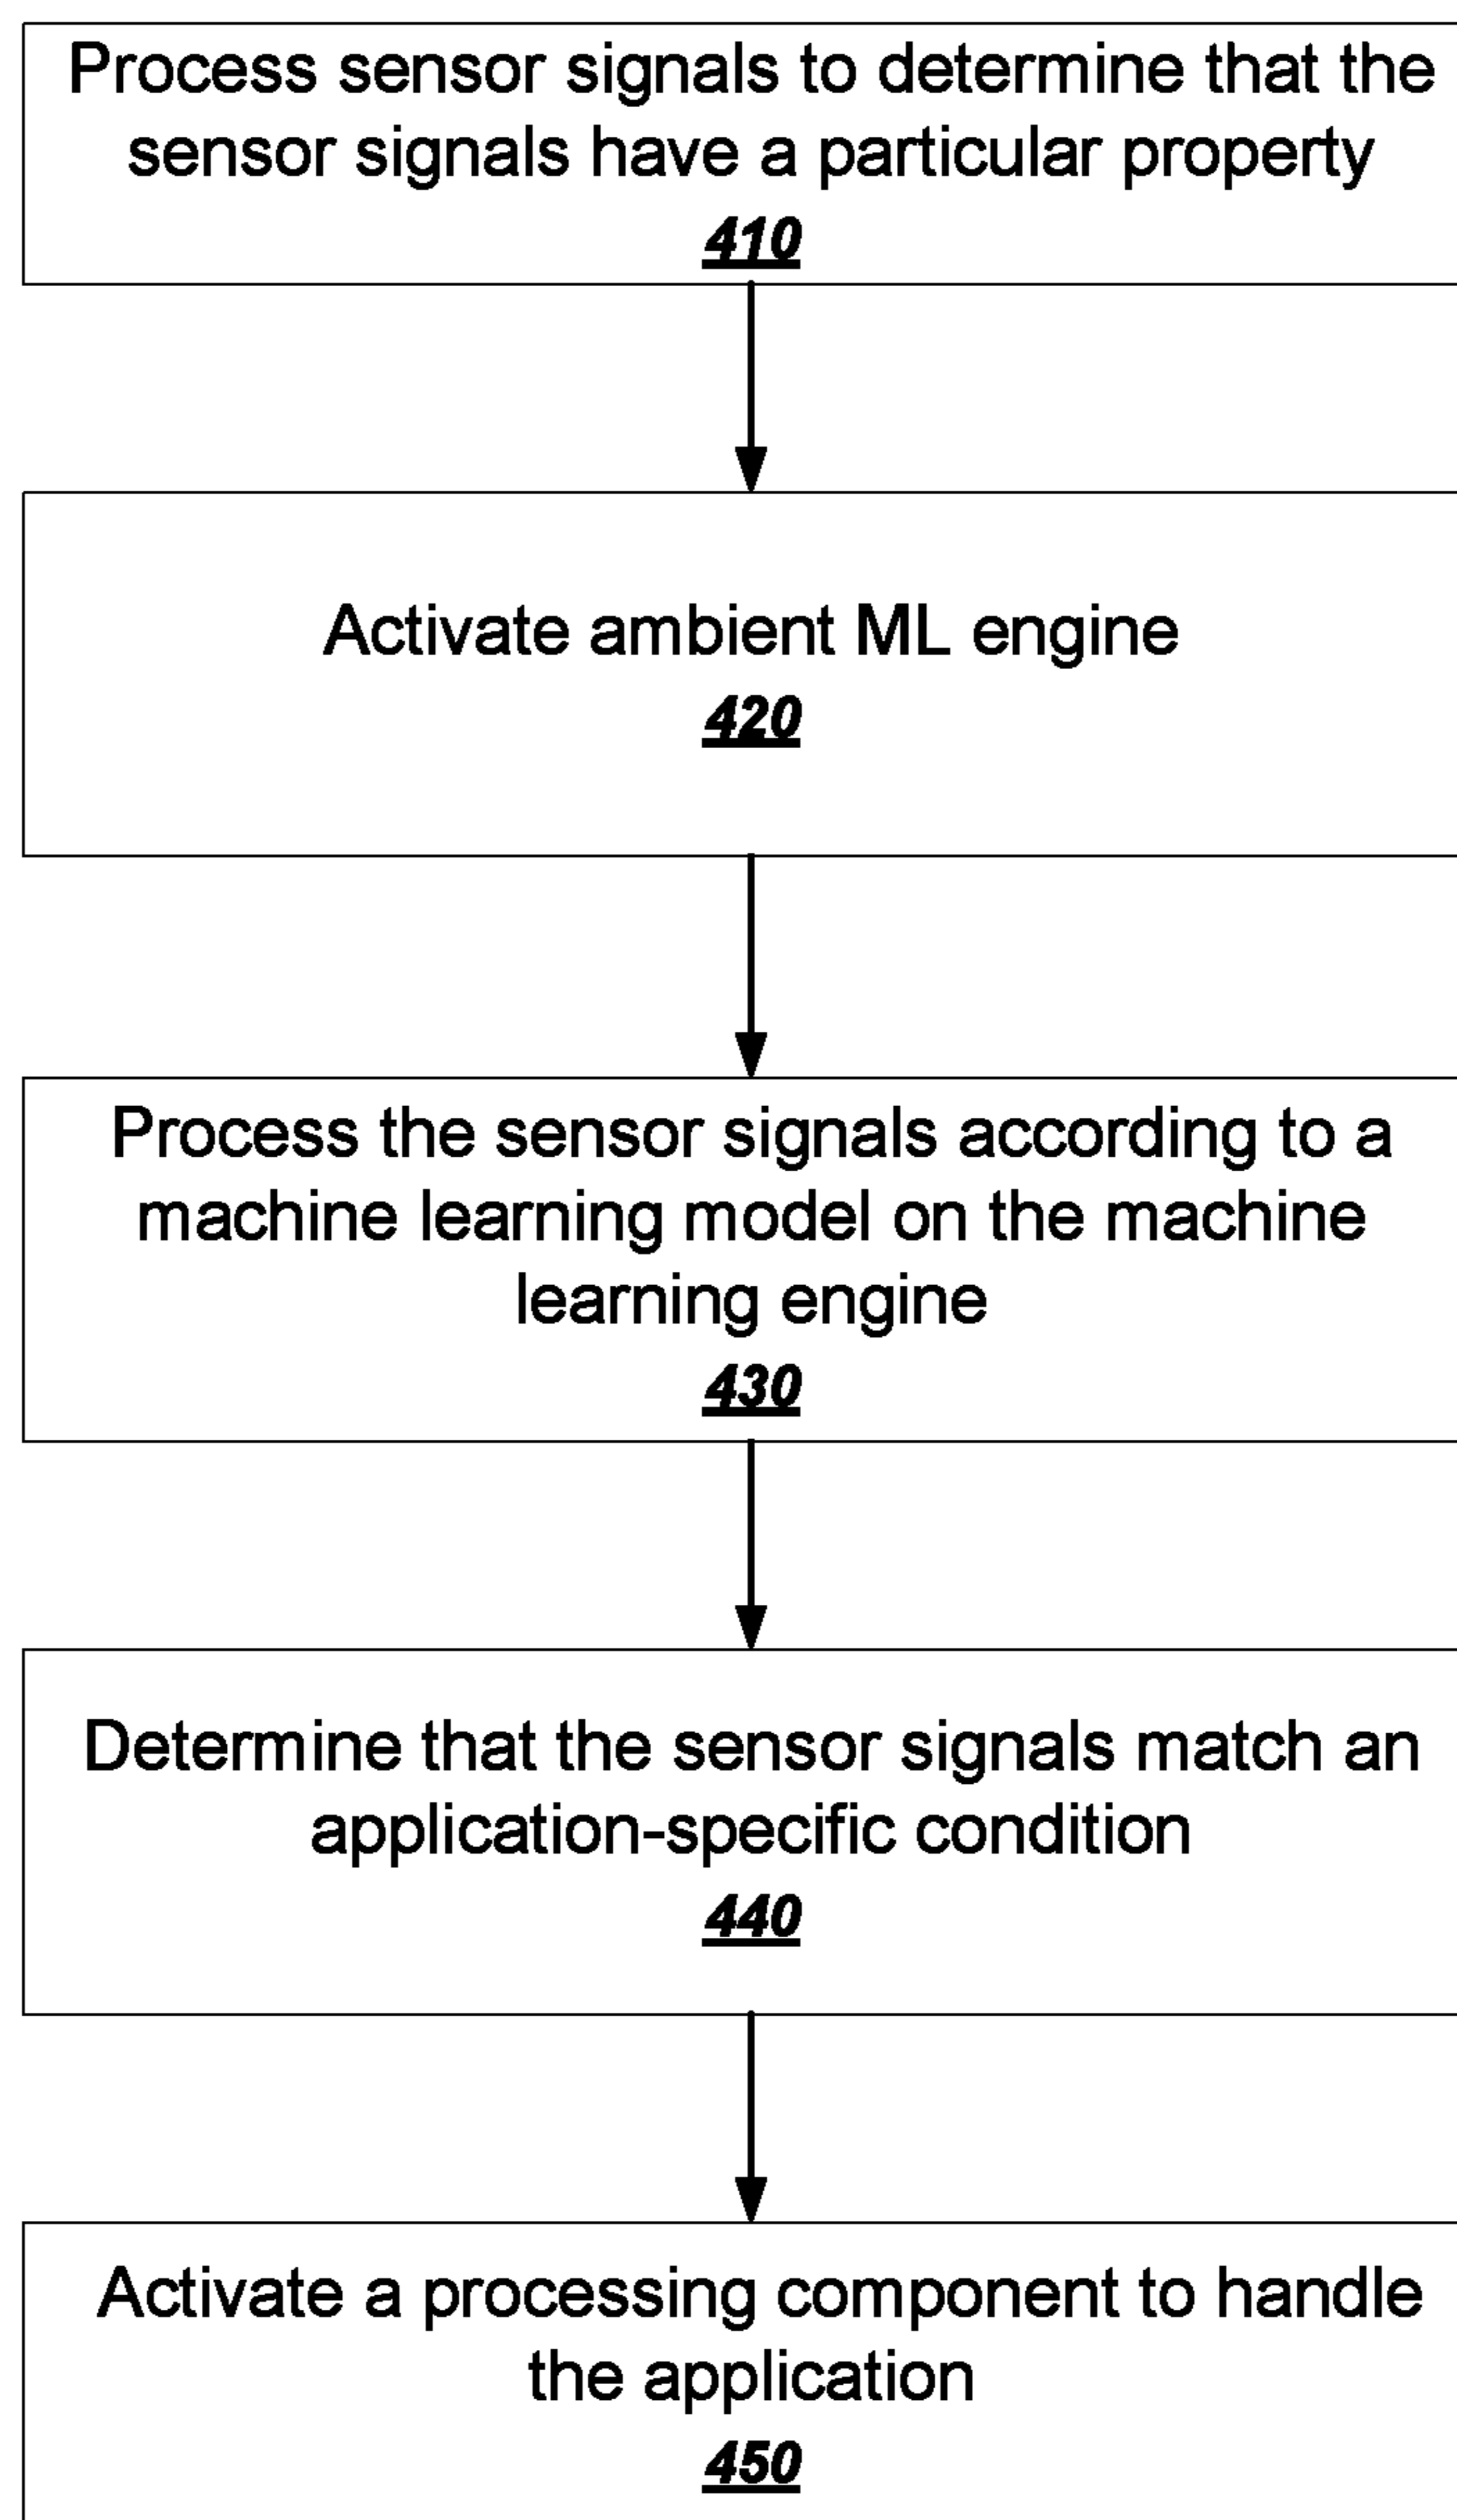 Process sensor signals to determine that the
sensor signals have a particular property
410
Activate ambient ML engine
420
Process the sensor signals according to a
machine learning model on the machine
learning engine
430
Determine that the sensor signals match an
application-specific condition
440
Activate a processing component to handle
the application
450